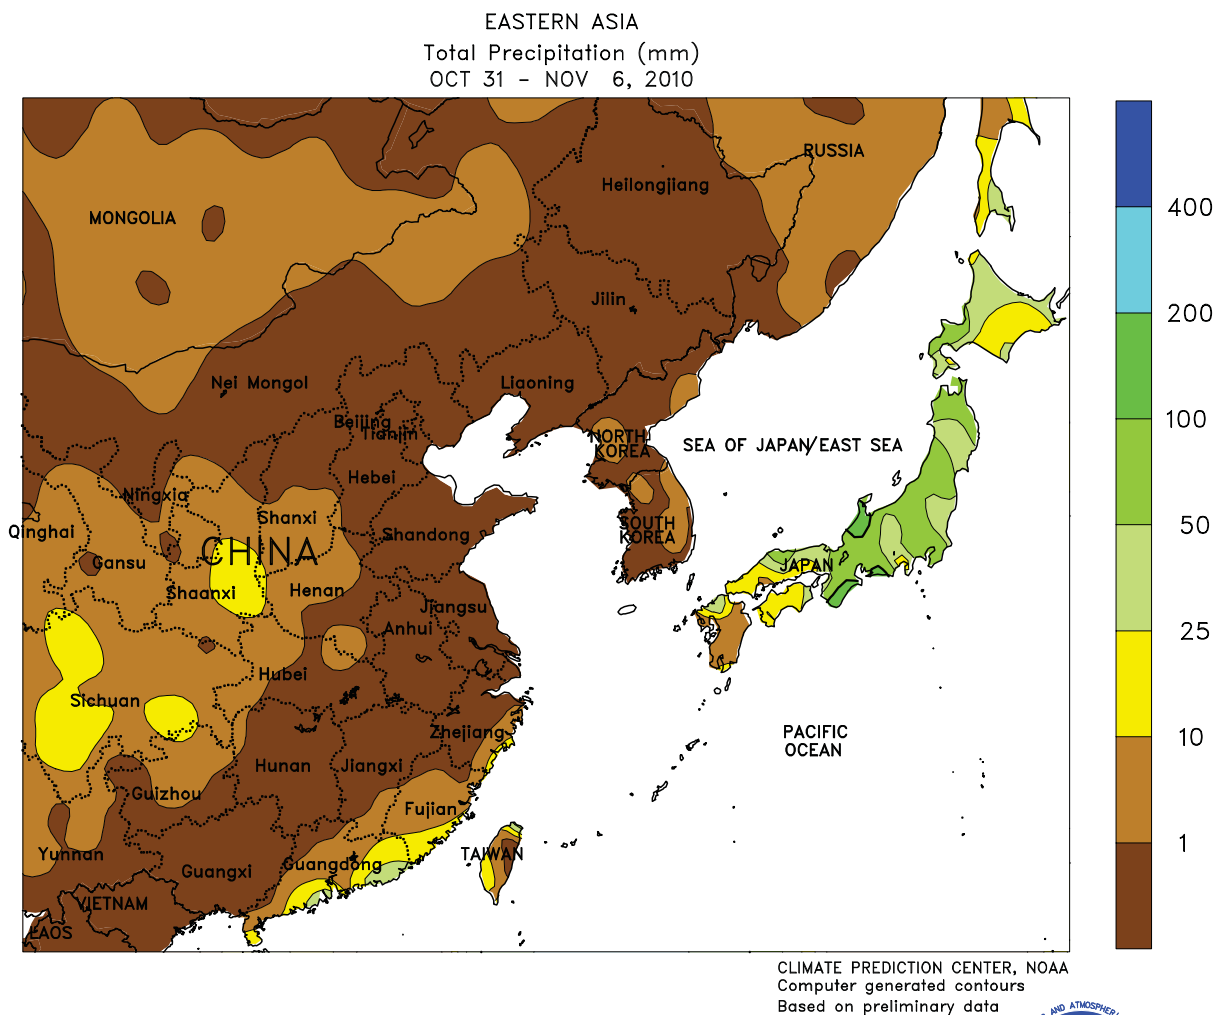 EASTERN ASIA
Total Precipitation (mm)
OCT 31 - NOV 6, 2010
RUSSIA
Heilongjiang
MONGOLIA
400
Jilin
200
Nei Mongol
Liaoning
100
Beijing
Tianjin
NORTH
KOREA
SEA OF JAPAN/EAST SEA
Hebei
Ningxia
Shanxi
50
Qinghai
SOUTH
KOREA
Shandong
CHINA
Gansu
JAPAN
Shaanxi
Henan
Jiangsu
Anhui
25
Hubei
Sichuan
Zhejiang
PACIFIC
OCEAN
10
Hunan
Jiangxi
Guizhou
Fujian
1
Yunnan
TAIWAN
Guangdong
Guangxi
VIETNAM
LAOS
CLIMATE PREDICTION CENTER, NOAA
Computer generated contours
Based on preliminary data
AND ATMOSPHERI